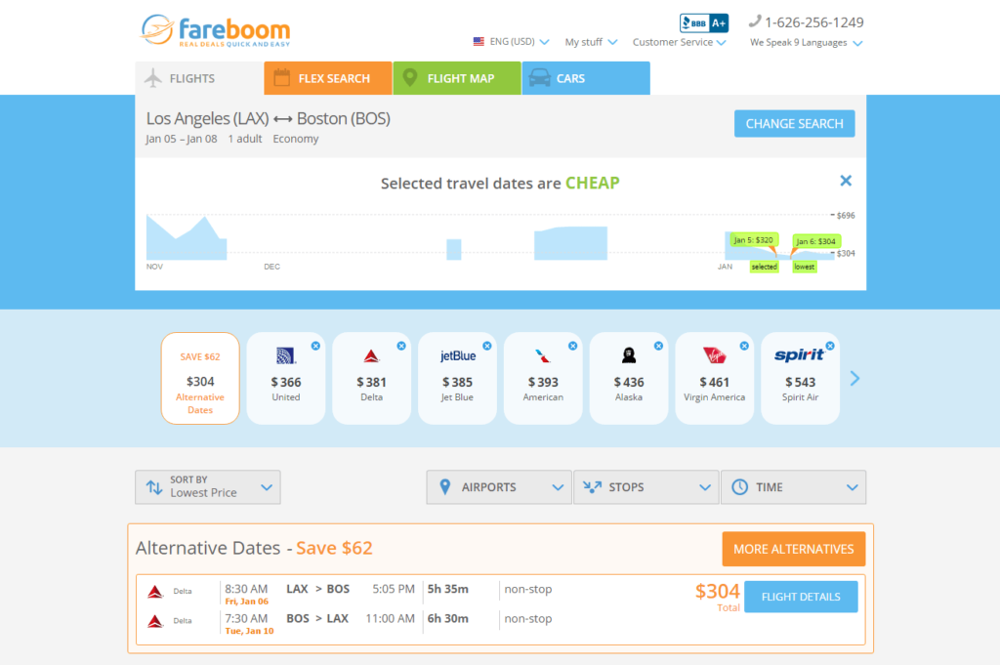 fareboom
REAL DEALS QUICK AND EASY
BBB A+
1-626-256-1249
ENG (USD) My stuff Customer Service We Speak 9 Languages
FLIGHTS FLEX SEARCH FLIGHT MAP CARS
Los Angeles (LAX) ⟷ Boston (BOS)
Jan 05 – Jan 08 1 adult Economy
CHANGE SEARCH
Selected travel dates are CHEAP
$696
Jan 5: $320 Jan 6: $304
$304
NOV DEC JAN selected lowest
SAVE $62
$304
Alternative
Dates
$ 366
United
$ 381
Delta
jetBlue
$ 385
Jet Blue
$ 393
American
$ 436
Alaska
$ 461
Virgin America
spirit
$ 543
Spirit Air
SORT BY
Lowest Price
AIRPORTS STOPS TIME
Alternative Dates - Save $62
MORE ALTERNATIVES
Delta 8:30 AM LAX > BOS 5:05 PM 5h 35m non-stop
Fri, Jan 06
Delta 7:30 AM BOS > LAX 11:00 AM 6h 30m non-stop
Tue, Jan 10
$304
Total
FLIGHT DETAILS